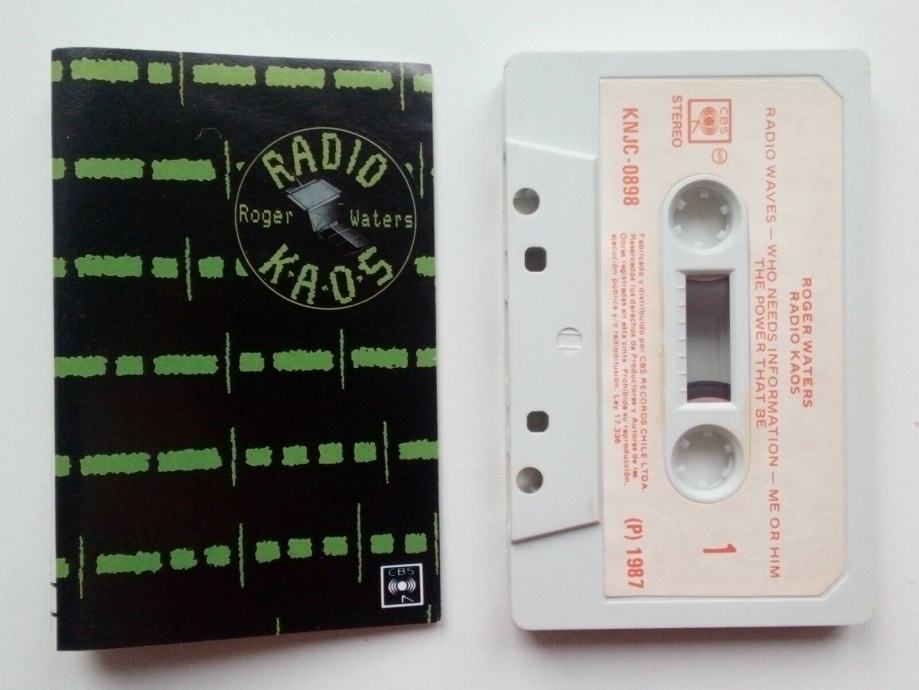 RADIO
Roger Waters
K·A·O·S
CBS
CBS
STEREO
KNJC-0898
ROGER WATERS
RADIO KAOS
RADIO WAVES — WHO NEEDS INFORMATION — ME OR HIM
THE POWER THAT BE
Fabricado y distribuido por CBS RECORDS CHILE LTDA.
Reservados los derechos de Productores y Autores de las
Obras registradas en esta cinta. Prohibida su reproducción,
ejecución pública y/o radiodifusión. Ley 17.336
1
(P) 1987